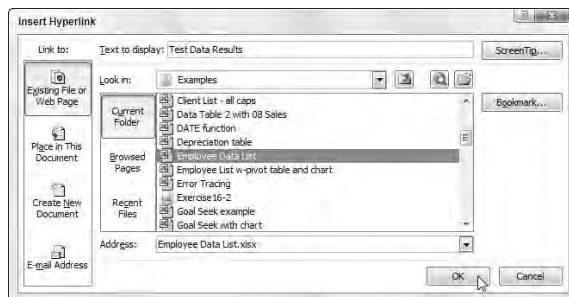 Insert Hyperlink
Link to:
Text to display: Test Data Results
ScreenTip...
Existing File or Web Page
Look in: Examples
Bookmark...
Current Folder
Client List - all caps
Data Table 2 with 08 Sales
DATE function
Depreciation table
Place in This Document
Browsed Pages
Employee Data List
Employee List w-pivot table and chart
Error Tracing
Create New Document
Recent Files
Exercise16-2
Goal Seek example
Goal Seek with chart
E-mail Address
Address: Employee Data List.xlsx
OK
Cancel